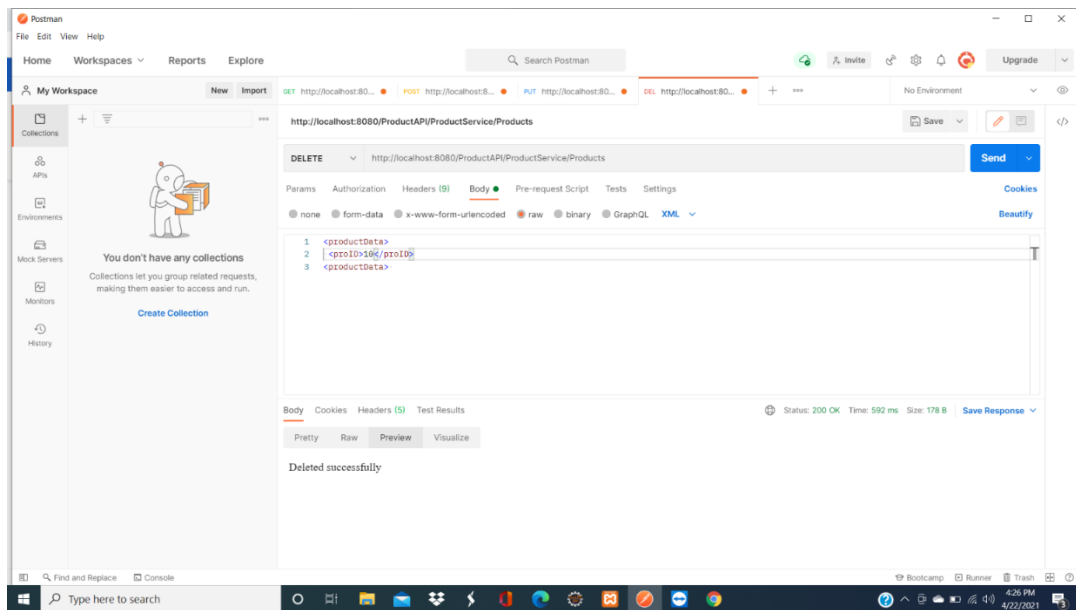 Postman
File Edit View Help
Home Workspaces Reports Explore Search Postman Invite Upgrade
My Workspace New Import GET http://localhost:80... POST http://localhost:8... PUT http://localhost:80... DEL http://localhost:80... + ooo No Environment
Collections
APIs
Environments
Mock Servers
Monitors
History
You don't have any collections
Collections let you group related requests,
making them easier to access and run.
Create Collection
http://localhost:8080/ProductAPI/ProductService/Products Save </>
DELETE http://localhost:8080/ProductAPI/ProductService/Products Send
Params Authorization Headers (9) Body Pre-request Script Tests Settings Cookies
none form-data x-www-form-urlencoded raw binary GraphQL XML Beautify
1 <productData>
2 <proID>10</proID>
3 <productData>
Body Cookies Headers (5) Test Results Status: 200 OK Time: 592 ms Size: 178 B Save Response
Pretty Raw Preview Visualize
Deleted successfully
Find and Replace Console Bootcamp Runner Trash
Type here to search 4:26 PM
4/22/2021